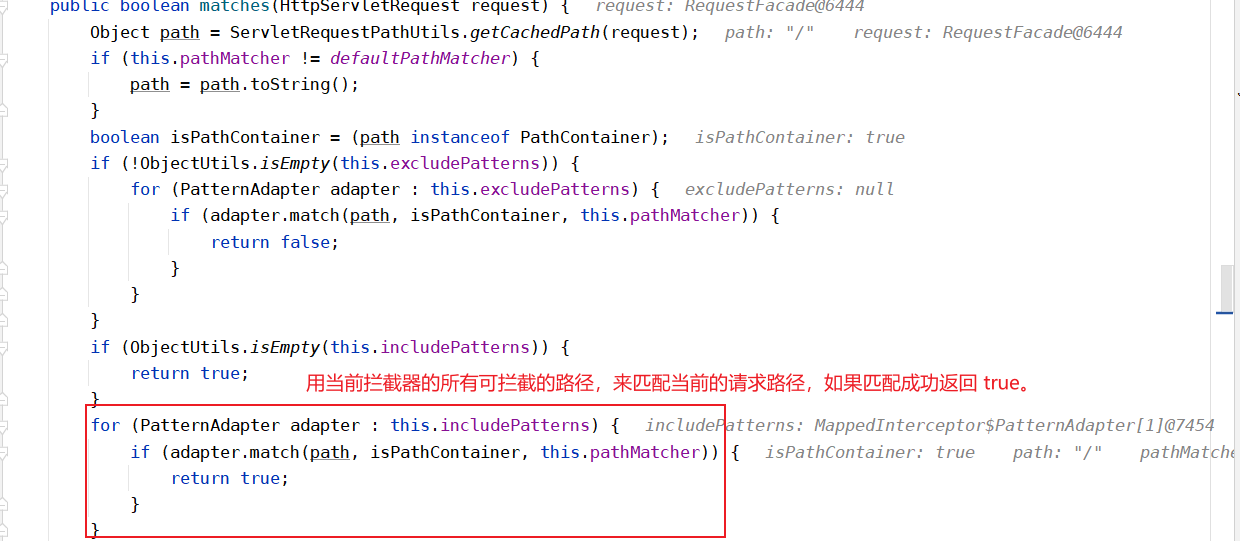 public boolean matches(HttpServletRequest request) {   request: RequestFacade@6444
Object path = ServletRequestPathUtils.getCachedPath(request);   path: "/"    request: RequestFacade@6444
if (this.pathMatcher != defaultPathMatcher) {
path = path.toString();
}
boolean isPathContainer = (path instanceof PathContainer);   isPathContainer: true
if (!ObjectUtils.isEmpty(this.excludePatterns)) {
for (PatternAdapter adapter : this.excludePatterns) {   excludePatterns: null
if (adapter.match(path, isPathContainer, this.pathMatcher)) {
return false;
}
}
}
if (ObjectUtils.isEmpty(this.includePatterns)) {
return true;
用当前拦截器的所有可拦截的路径，来匹配当前的请求路径，如果匹配成功返回 true。
}
for (PatternAdapter adapter : this.includePatterns) {   includePatterns: MappedInterceptor$PatternAdapter[1]@7454
if (adapter.match(path, isPathContainer, this.pathMatcher)) {   isPathContainer: true    path: "/"    pathMatche
return true;
}
}